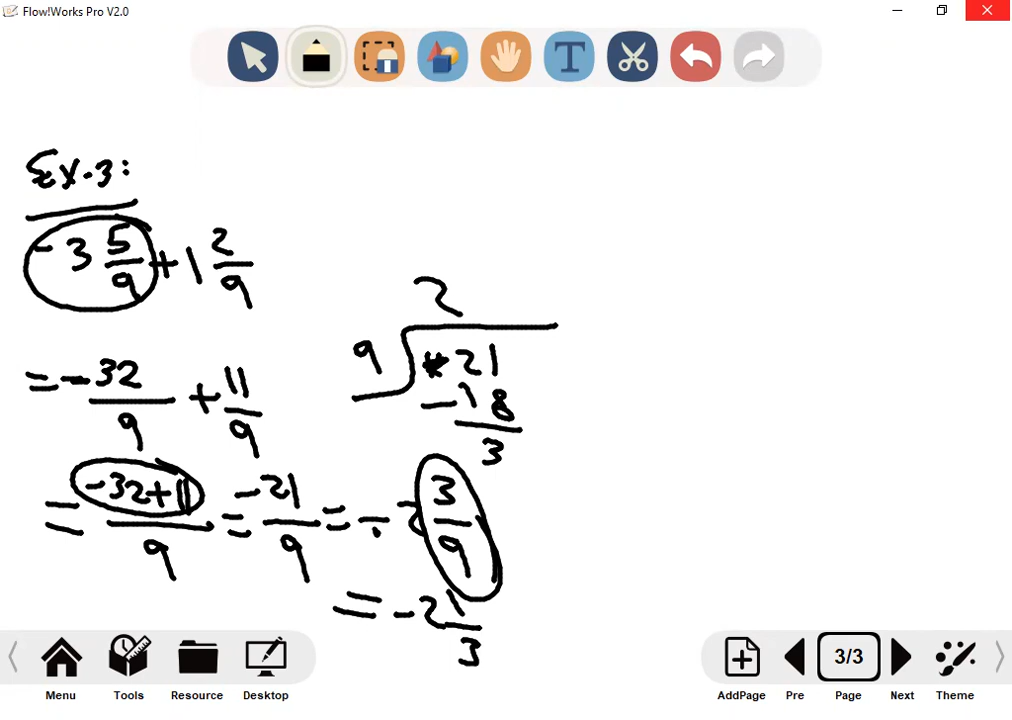 Flow!Works Pro V2.0
T
Ex-3:
-3 5/9 + 1 2/9
2
9 21
-18
3
= -32/9 + 11/9
= -32+11/9 = -21/9 = -2 3/9
= -2 1/3
3/3
Menu Tools Resource Desktop AddPage Pre Page Next Theme